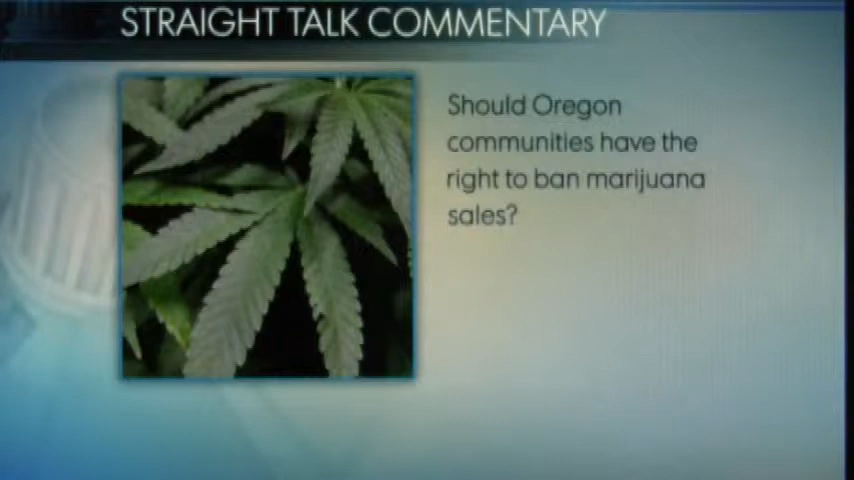 STRAIGHT TALK COMMENTARY
Should Oregon
communities have the
right to ban marijuana
sales?